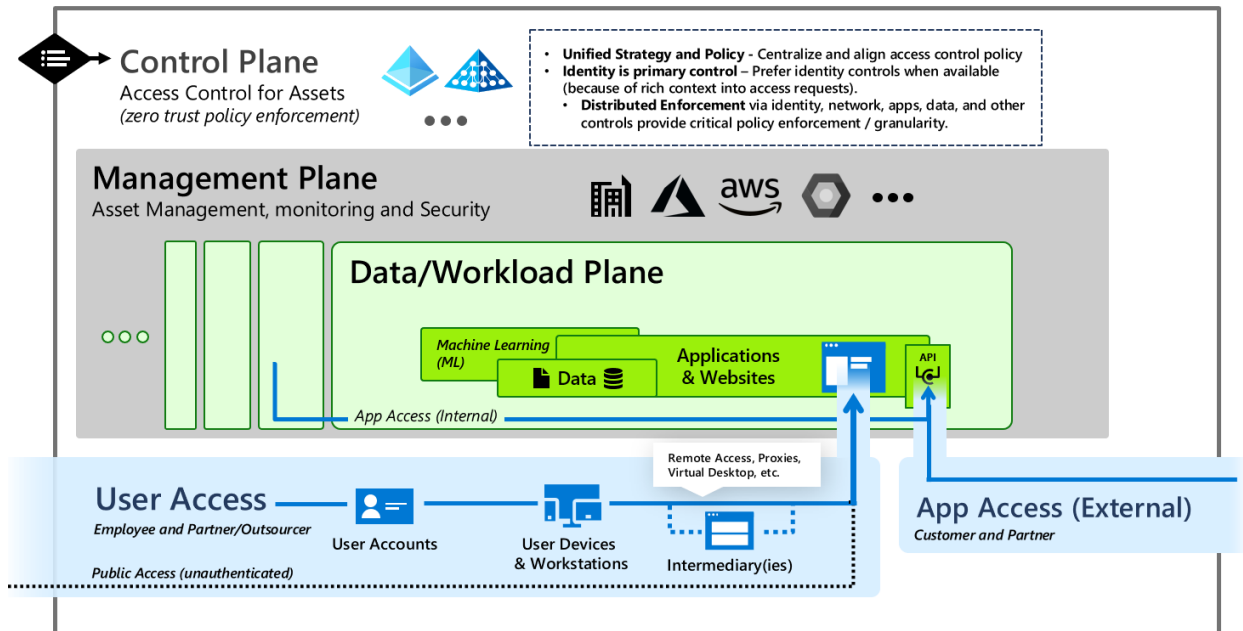 Control Plane
Access Control for Assets
(zero trust policy enforcement)
• Unified Strategy and Policy - Centralize and align access control policy
• Identity is primary control – Prefer identity controls when available
(because of rich context into access requests).
• Distributed Enforcement via identity, network, apps, data, and other
controls provide critical policy enforcement / granularity.
Management Plane
Asset Management, monitoring and Security
aws
Data/Workload Plane
Machine Learning
(ML)
Data
Applications
& Websites
API
App Access (Internal)
Remote Access, Proxies,
Virtual Desktop, etc.
User Access
Employee and Partner/Outsourcer
User Accounts
User Devices
& Workstations
Intermediary(ies)
Public Access (unauthenticated)
App Access (External)
Customer and Partner